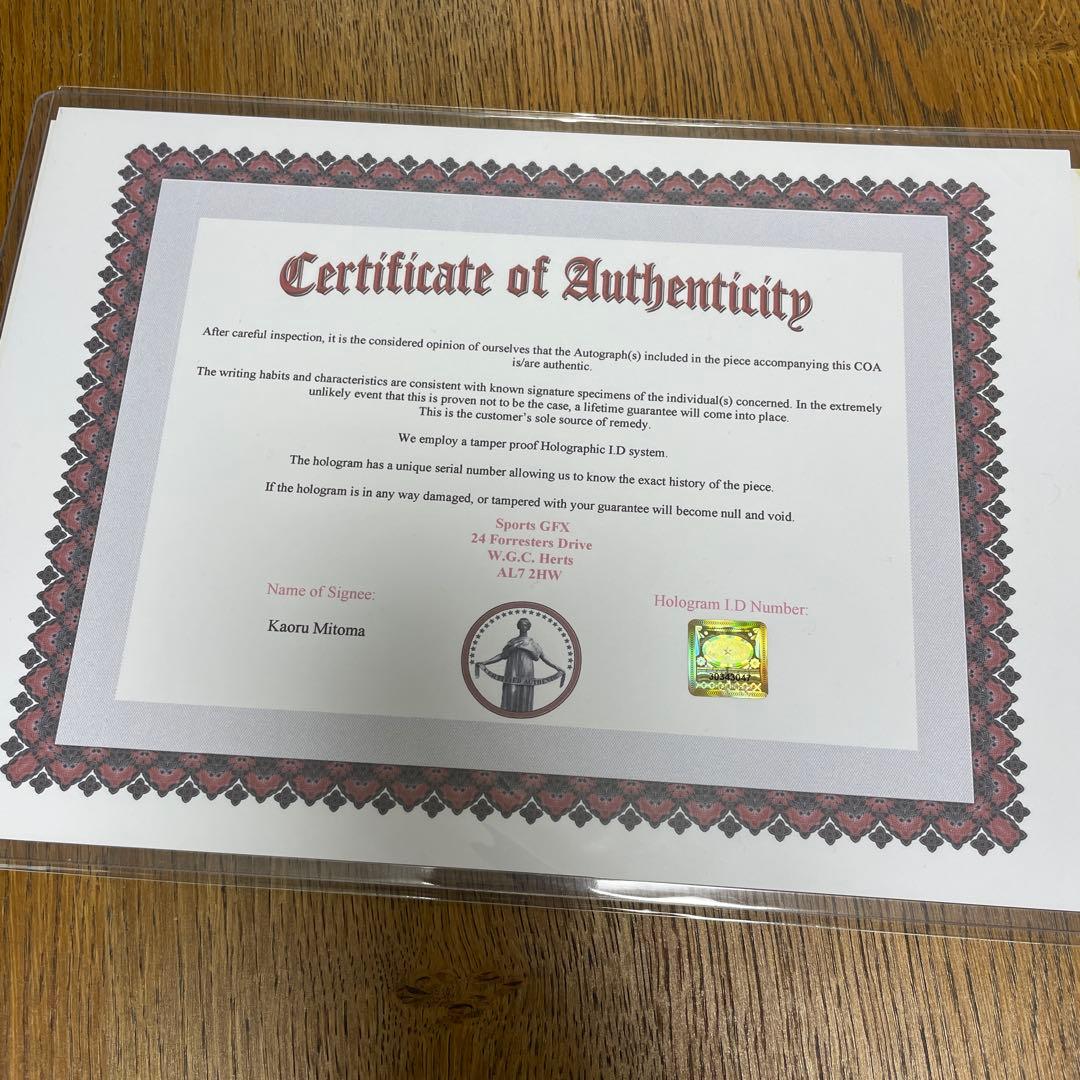 Certificate of Authenticity
After careful inspection, it is the considered opinion of ourselves that the Autograph(s) included in the piece accompanying this COA
is/are authentic.
The writing habits and characteristics are consistent with known signature specimens of the individual(s) concerned. In the extremely
unlikely event that this is proven not to be the case, a lifetime guarantee will come into place.
This is the customer's sole source of remedy.
We employ a tamper proof Holographic I.D system.
The hologram has a unique serial number allowing us to know the exact history of the piece.
If the hologram is in any way damaged, or tampered with your guarantee will become null and void.
Sports GFX
24 Forresters Drive
W.G.C. Herts
AL7 2HW
Name of Signee:
Kaoru Mitoma
Hologram I.D Number:
30343047